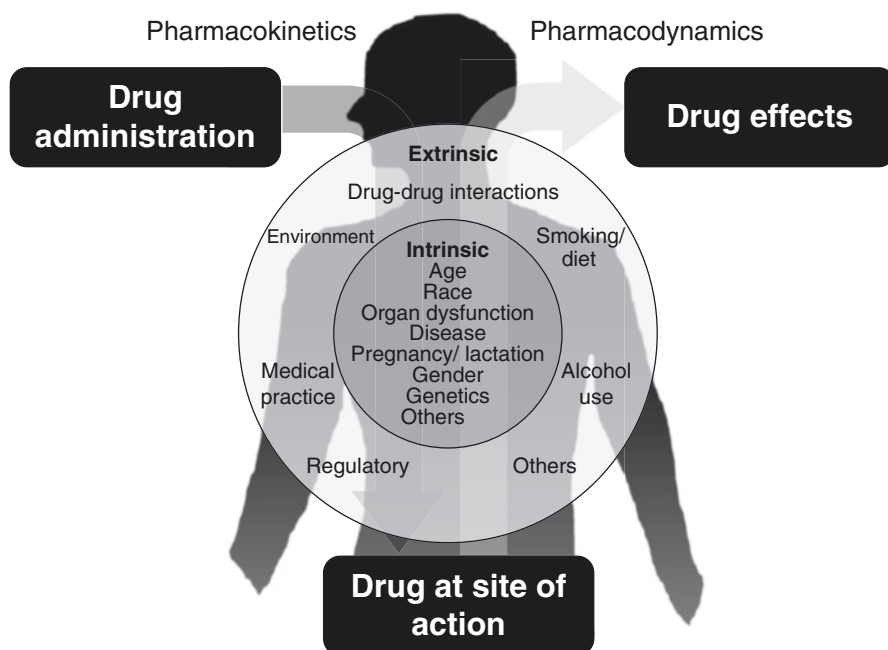 Pharmacokinetics
Pharmacodynamics
Drug
administration
Drug effects
Extrinsic
Drug-drug interactions
Environment
Smoking/
diet
Intrinsic
Age
Race
Organ dysfunction
Disease
Pregnancy/ lactation
Gender
Genetics
Others
Medical
practice
Alcohol
use
Regulatory
Others
Drug at site of
action